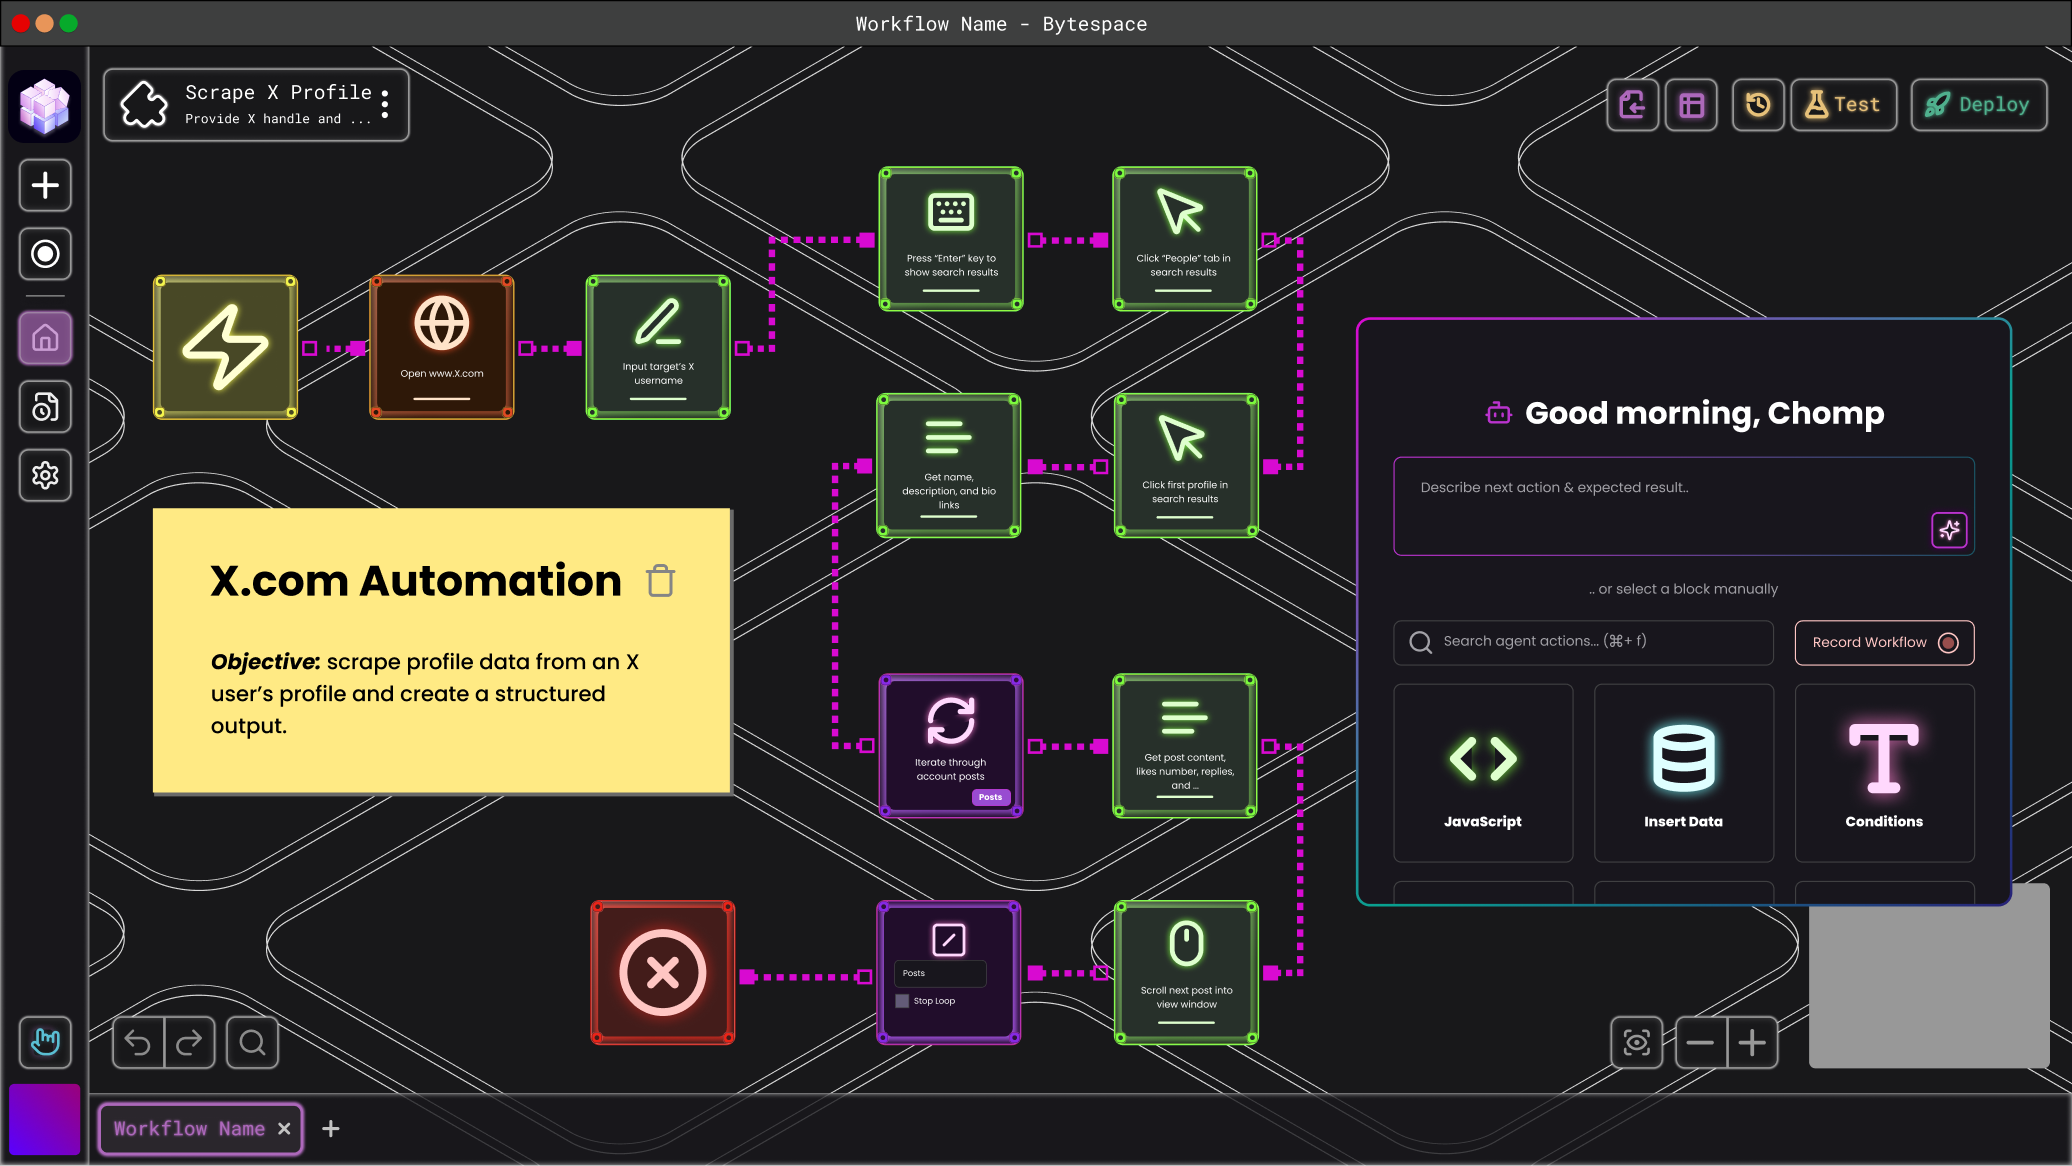 Workflow Name - Bytespace
Scrape X Profile
Provide X handle and ...
Test
Deploy
Press “Enter” key to
show search results
Click “People” tab in
search results
Open www.X.com
Input target’s X
username
Get name,
description, and bio
links
Click first profile in
search results
X.com Automation
Objective: scrape profile data from an X
user’s profile and create a structured
output.
Iterate through
account posts
Posts
Get post content,
likes number, replies,
and ...
Posts
Stop Loop
Scroll next post into
view window
Good morning, Chomp
Describe next action & expected result..
.. or select a block manually
Search agent actions... (⌘+ f)
Record Workflow
JavaScript
Insert Data
Conditions
Workflow Name